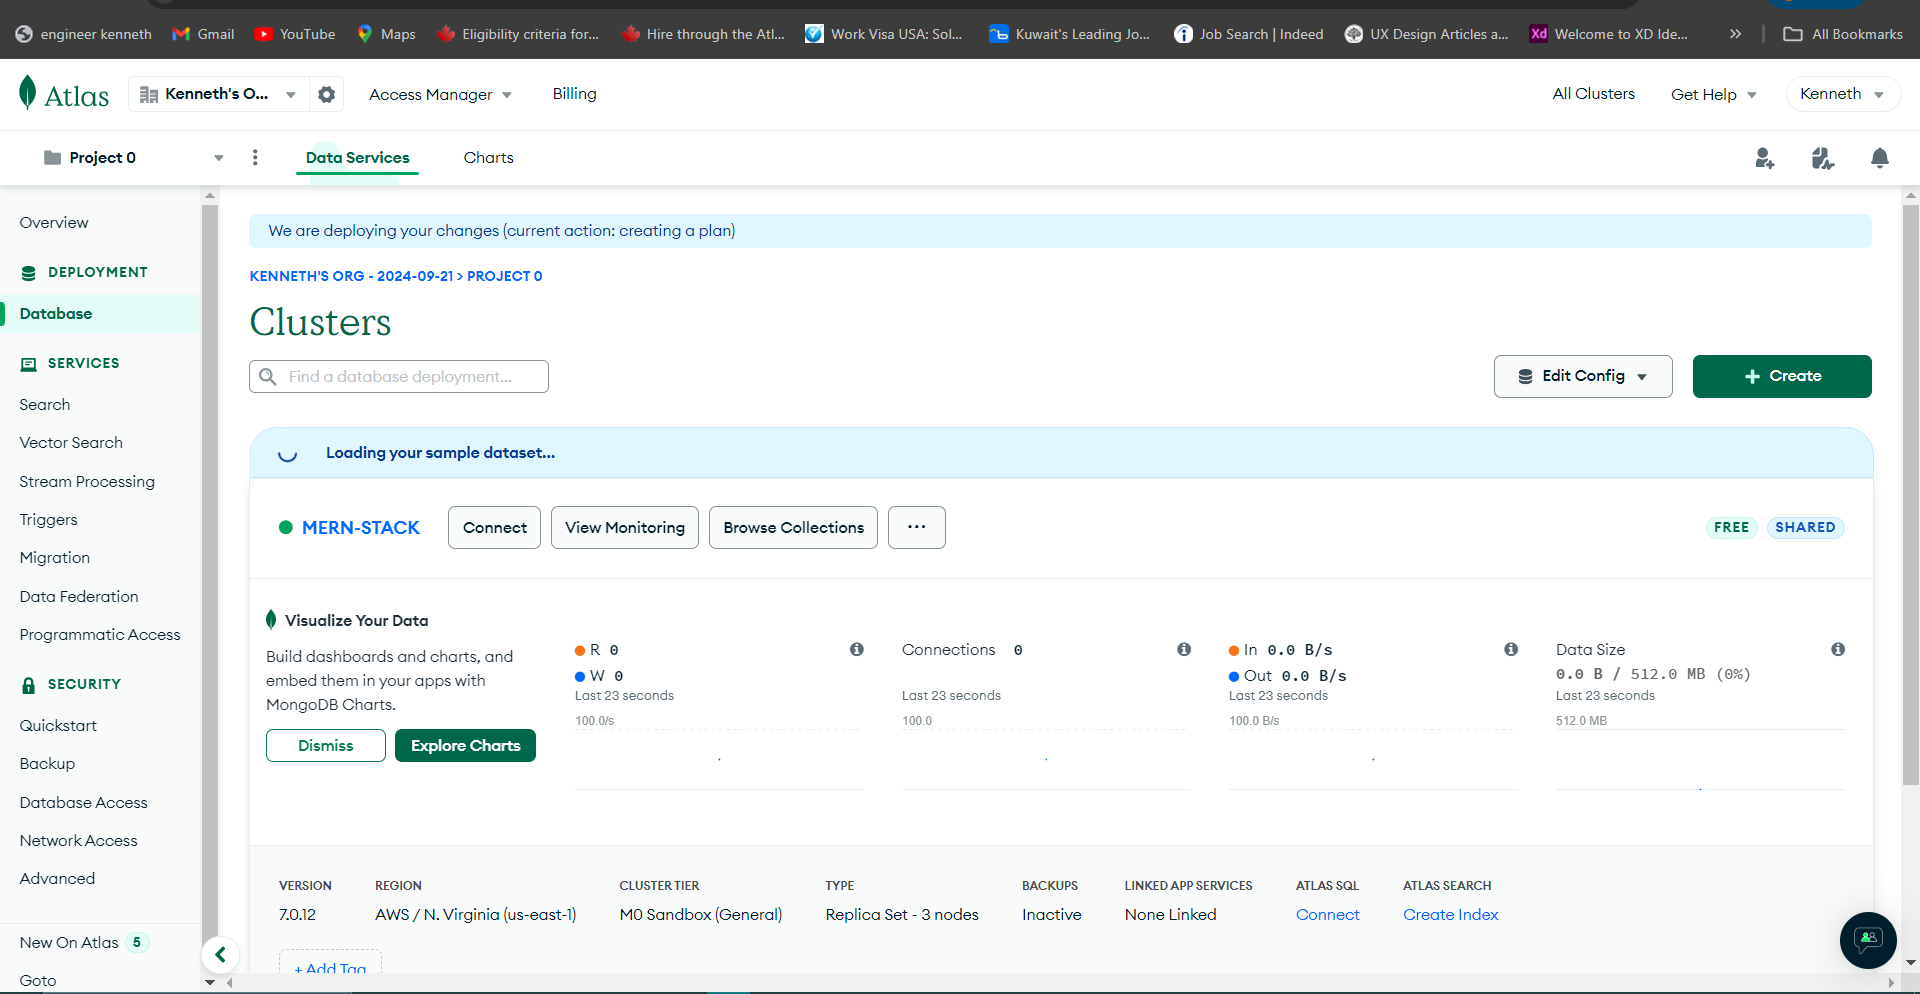 engineer kenneth Gmail YouTube Maps Eligibility criteria for... Hire through the Atl... Work Visa USA: Sol... Kuwait's Leading Jo... Job Search | Indeed UX Design Articles a... Xd Welcome to XD Ide... » All Bookmarks
Atlas Kenneth's O... Access Manager Billing All Clusters Get Help Kenneth
Project 0 Data Services Charts
Overview
DEPLOYMENT
Database
SERVICES
Search
Vector Search
Stream Processing
Triggers
Migration
Data Federation
Programmatic Access
SECURITY
Quickstart
Backup
Database Access
Network Access
Advanced
New On Atlas 5
Goto
We are deploying your changes (current action: creating a plan)
KENNETH'S ORG - 2024-09-21 > PROJECT 0
Clusters
Find a database deployment...
Edit Config
+ Create
Loading your sample dataset...
MERN-STACK Connect View Monitoring Browse Collections ... FREE SHARED
Visualize Your Data
Build dashboards and charts, and
embed them in your apps with
MongoDB Charts.
Dismiss Explore Charts
R 0
W 0
Last 23 seconds
100.0/s
Connections 0
Last 23 seconds
100.0
In 0.0 B/s
Out 0.0 B/s
Last 23 seconds
100.0 B/s
Data Size
0.0 B / 512.0 MB (0%)
Last 23 seconds
512.0 MB
VERSION REGION CLUSTER TIER TYPE BACKUPS LINKED APP SERVICES ATLAS SQL ATLAS SEARCH
7.0.12 AWS / N. Virginia (us-east-1) M0 Sandbox (General) Replica Set - 3 nodes Inactive None Linked Connect Create Index
+ Add Tag